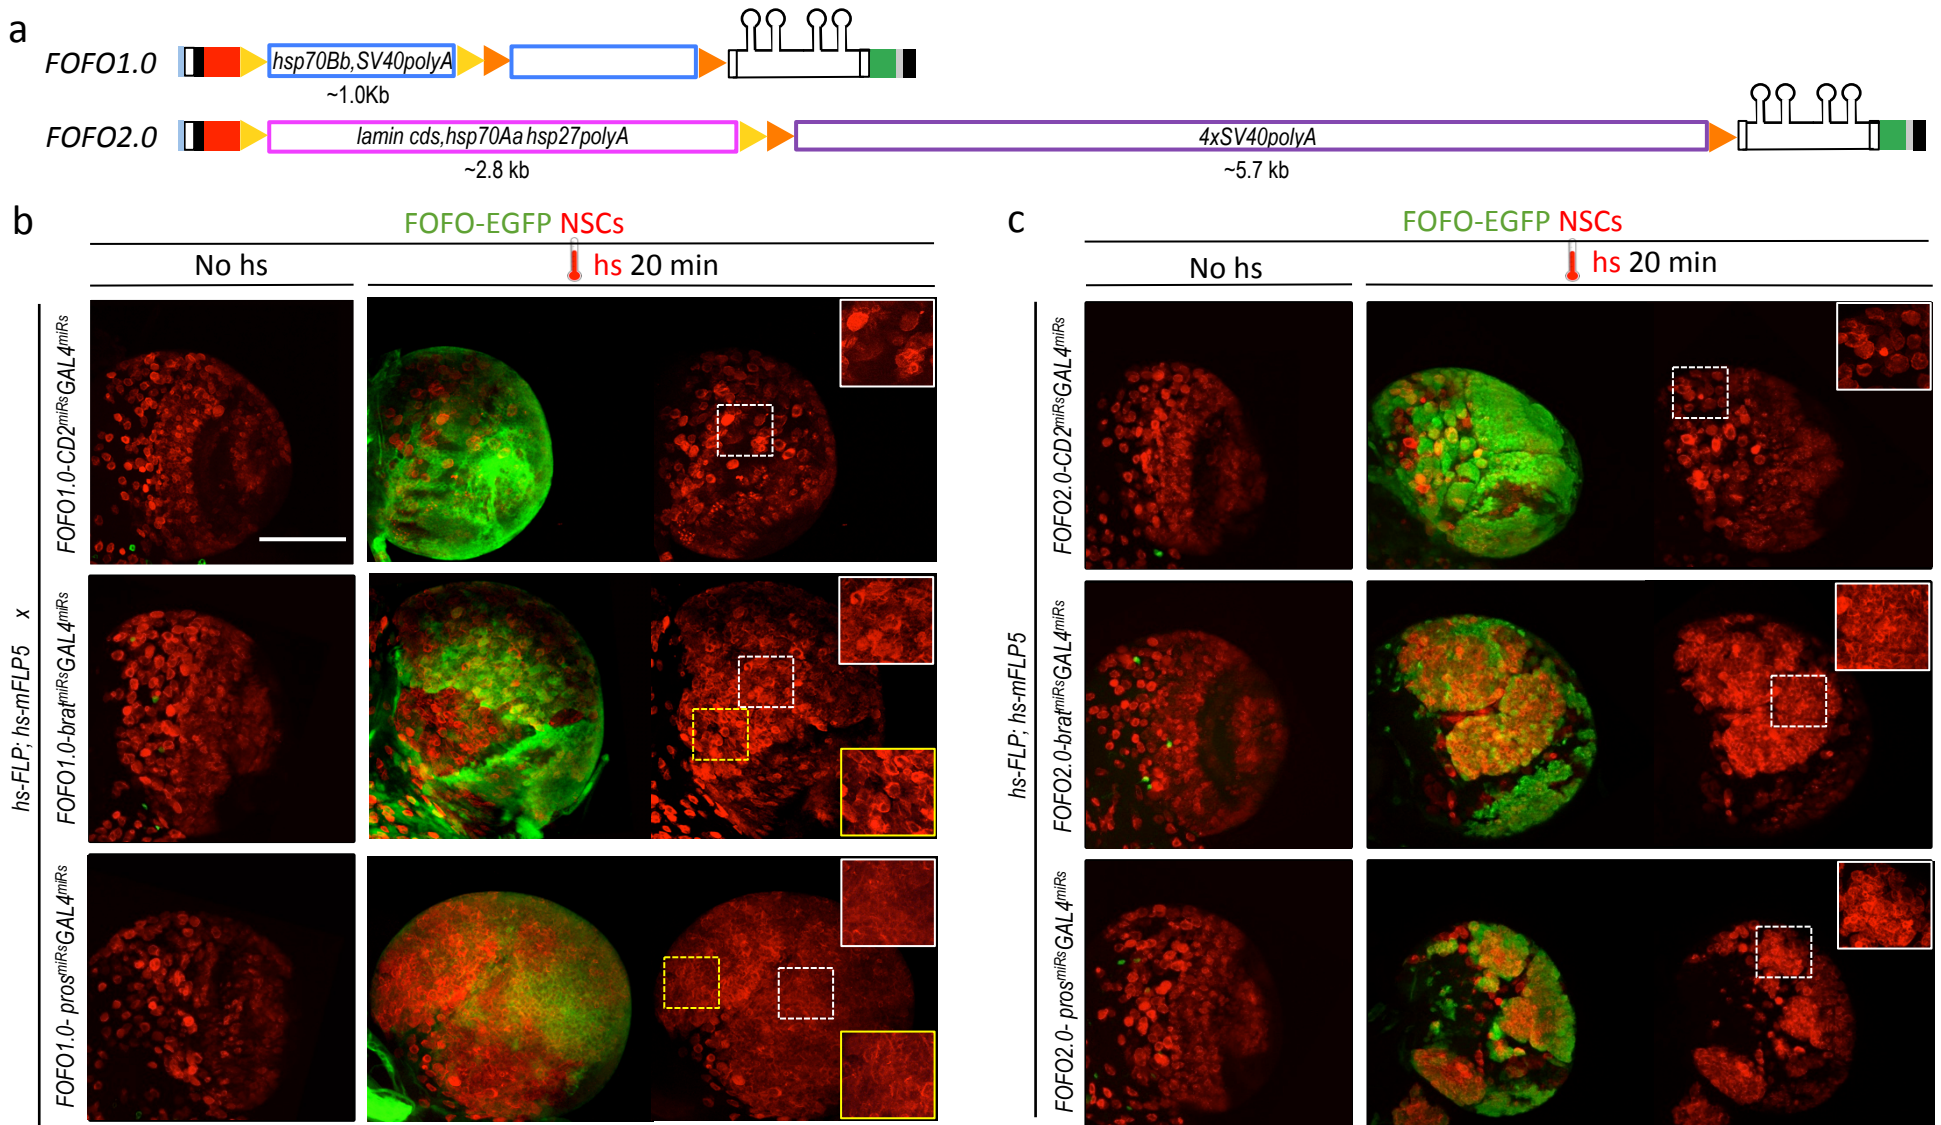 a
FOFO1.0
hsp70Bb,SV40polyA
~1.0Kb
FOFO2.0
lamin cds,hsp70Aa hsp27polyA
4xSV40polyA
~2.8 kb
~5.7 kb
b
FOFO-EGFP NSCs
No hs
hs 20 min
hs-FLP; hs-mFLP5 x
FOFO1.0-CD2miRsGAL4miRs
FOFO1.0-bratmiRsGAL4miRs
FOFO1.0- prosmiRsGAL4miRs
c
FOFO-EGFP NSCs
No hs
hs 20 min
hs-FLP; hs-mFLP5
FOFO2.0-CD2miRsGAL4miRs
FOFO2.0-bratmiRsGAL4miRs
FOFO2.0- prosmiRsGAL4miRs